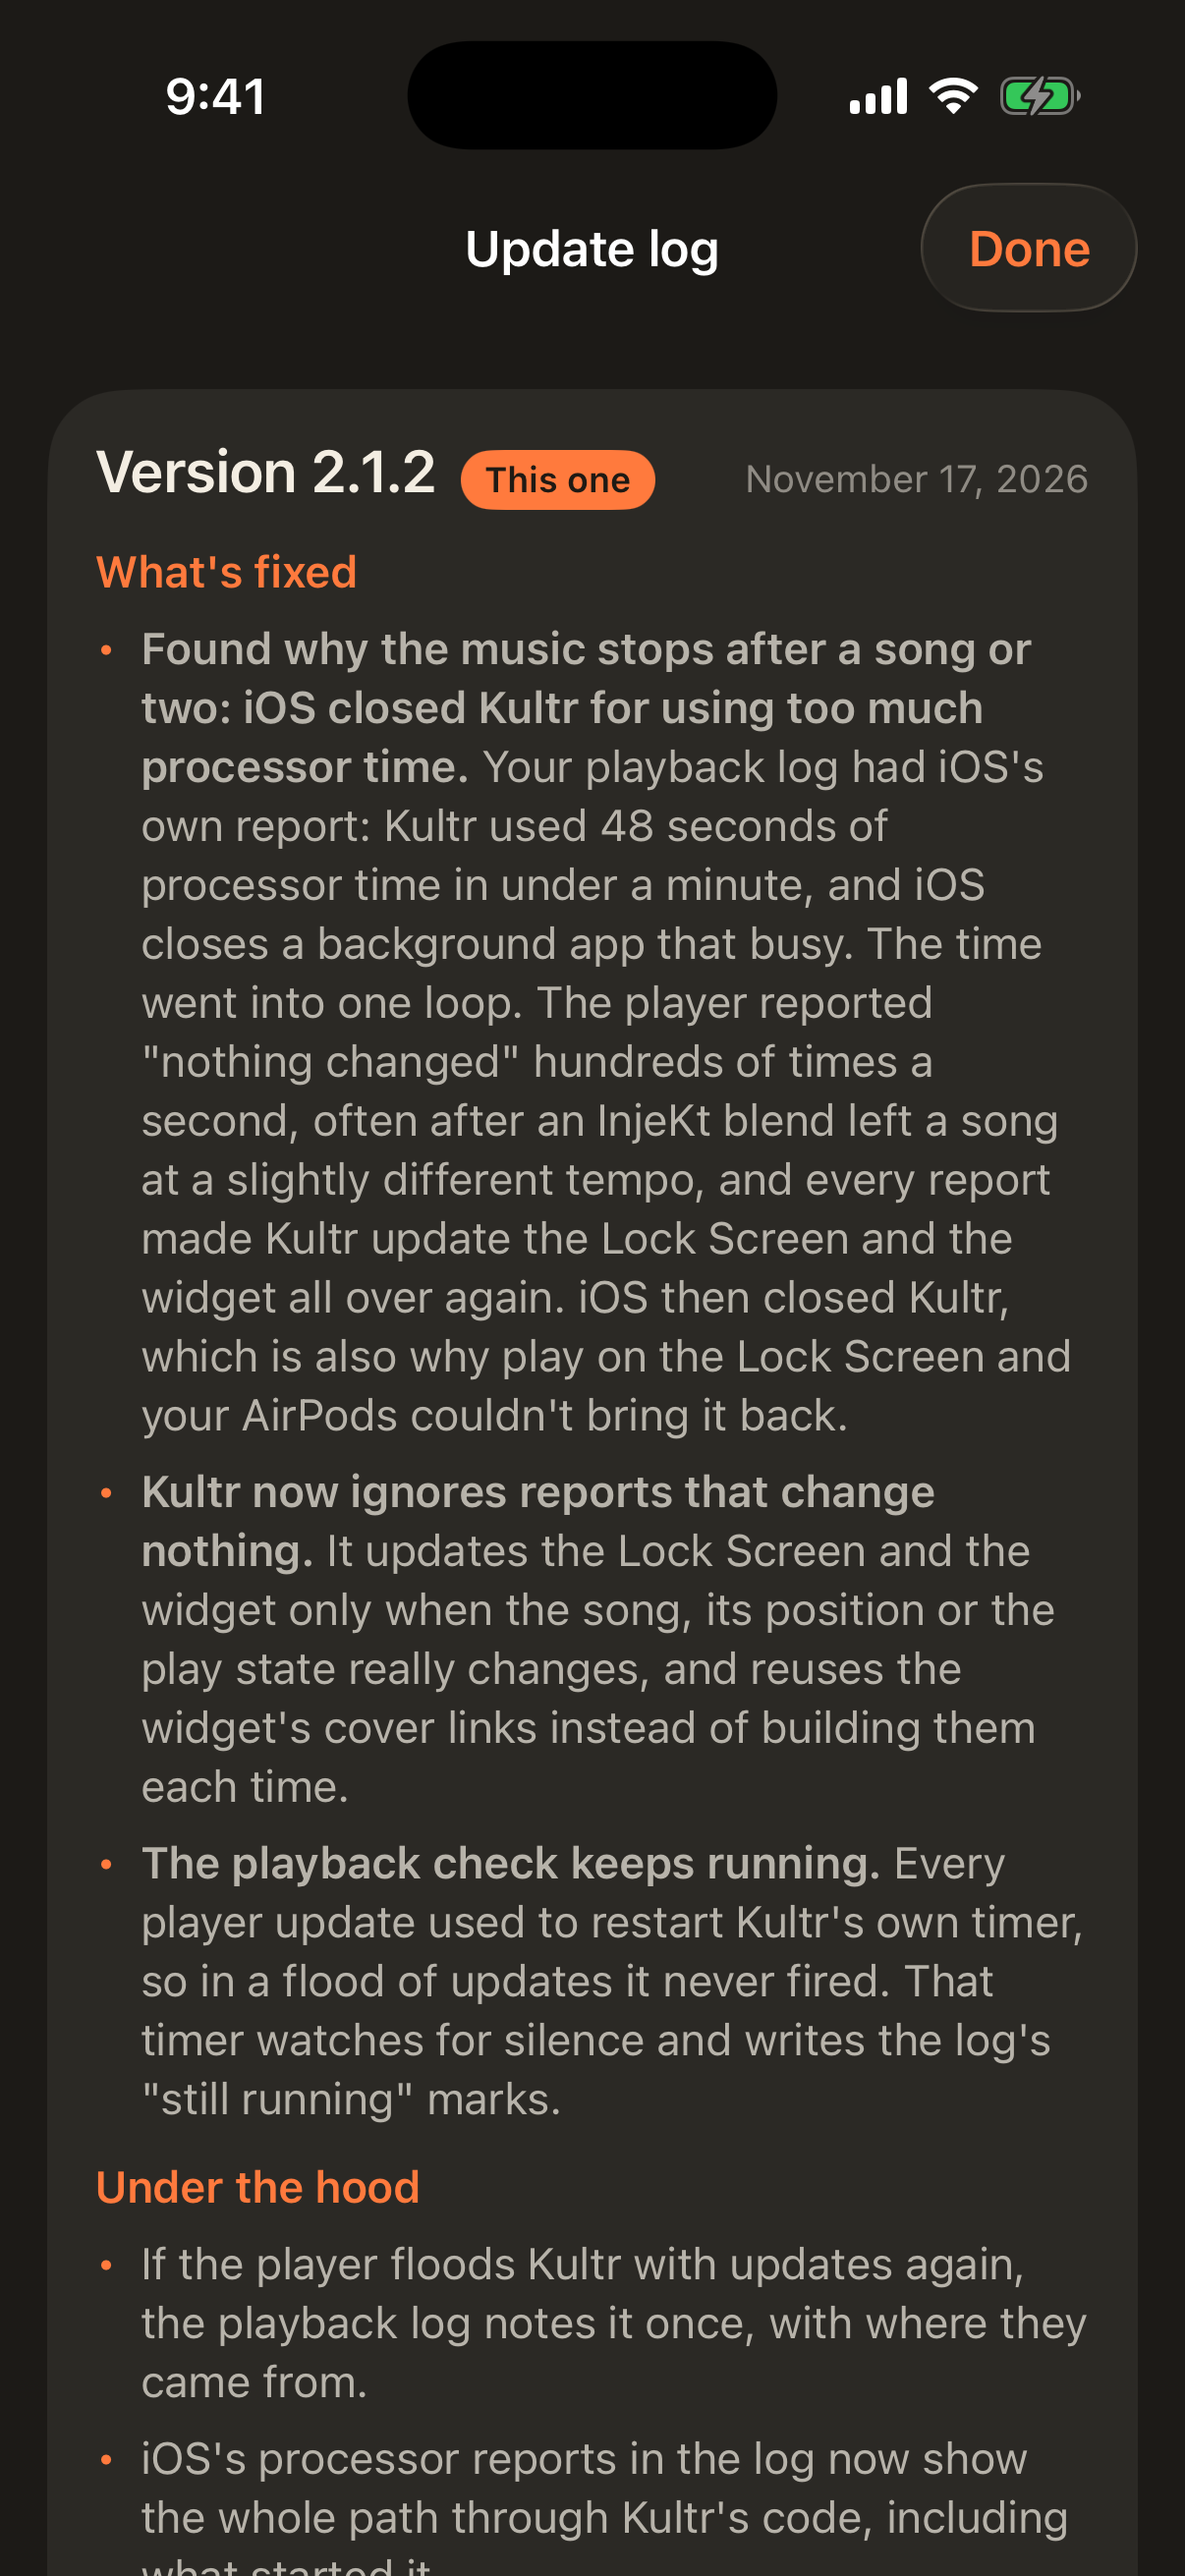 9:41
Update log
Done
Version 2.1.2
This one
November 17, 2026
What's fixed
• Found why the music stops after a song or
two: iOS closed Kultr for using too much
processor time. Your playback log had iOS's
own report: Kultr used 48 seconds of
processor time in under a minute, and iOS
closes a background app that busy. The time
went into one loop. The player reported
"nothing changed" hundreds of times a
second, often after an InjeKt blend left a song
at a slightly different tempo, and every report
made Kultr update the Lock Screen and the
widget all over again. iOS then closed Kultr,
which is also why play on the Lock Screen and
your AirPods couldn't bring it back.
• Kultr now ignores reports that change
nothing. It updates the Lock Screen and the
widget only when the song, its position or the
play state really changes, and reuses the
widget's cover links instead of building them
each time.
• The playback check keeps running. Every
player update used to restart Kultr's own timer,
so in a flood of updates it never fired. That
timer watches for silence and writes the log's
"still running" marks.
Under the hood
• If the player floods Kultr with updates again,
the playback log notes it once, with where they
came from.
• iOS's processor reports in the log now show
the whole path through Kultr's code, including
what started it